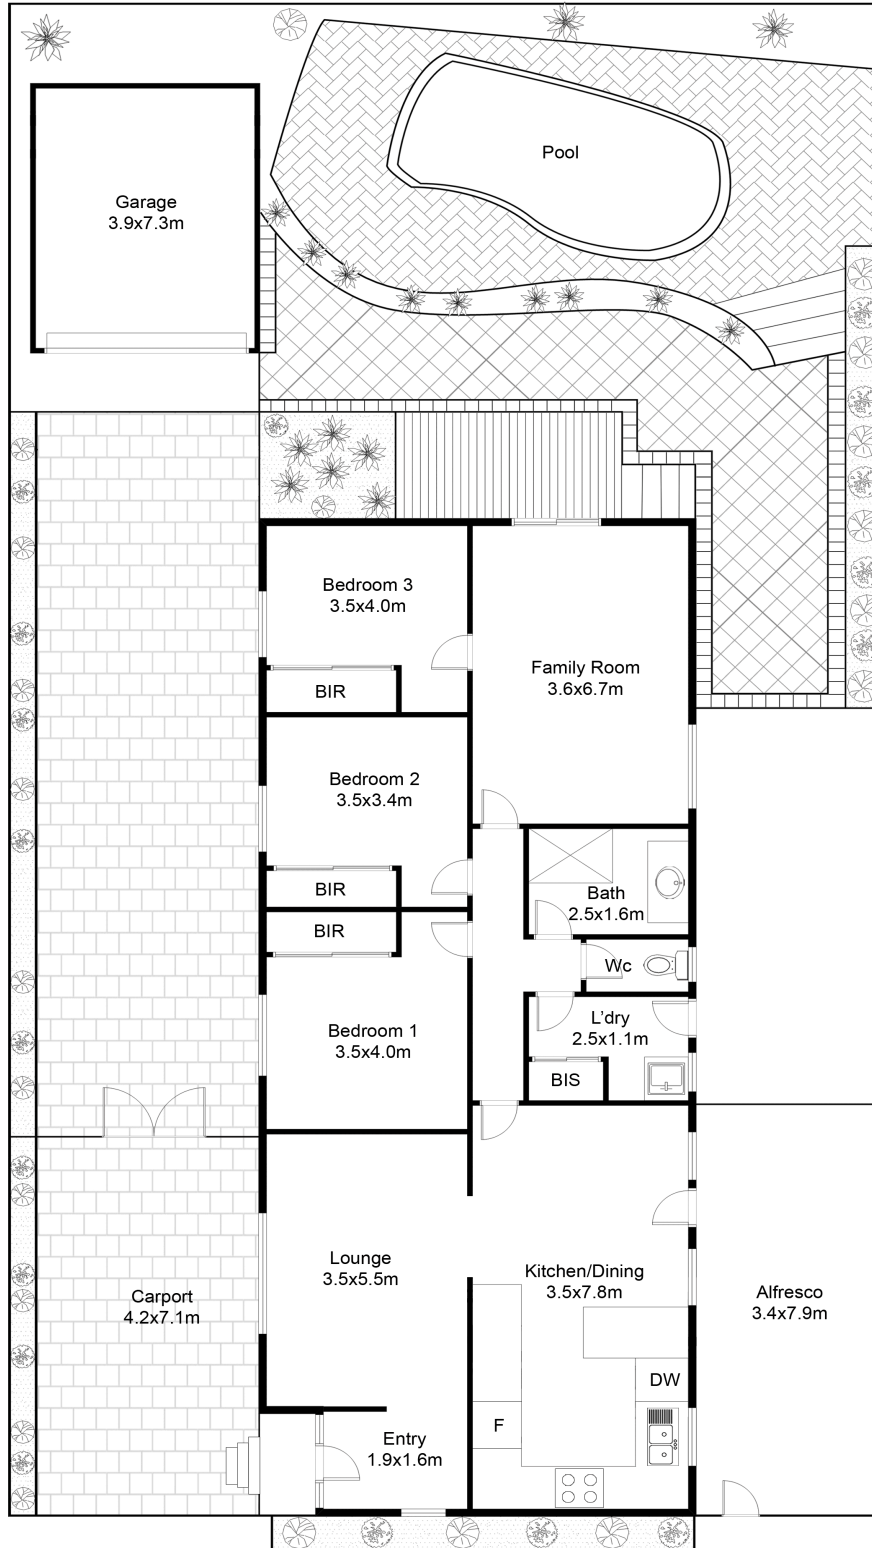 Pool
Garage
3.9x7.3m
Bedroom 3
3.5x4.0m
BIR
Family Room
3.6x6.7m
Bedroom 2
3.5x3.4m
BIR
Bath
2.5x1.6m
BIR
Wc
Bedroom 1
3.5x4.0m
L'dry
2.5x1.1m
BIS
Lounge
3.5x5.5m
Kitchen/Dining
3.5x7.8m
Carport
4.2x7.1m
Alfresco
3.4x7.9m
DW
F
Entry
1.9x1.6m